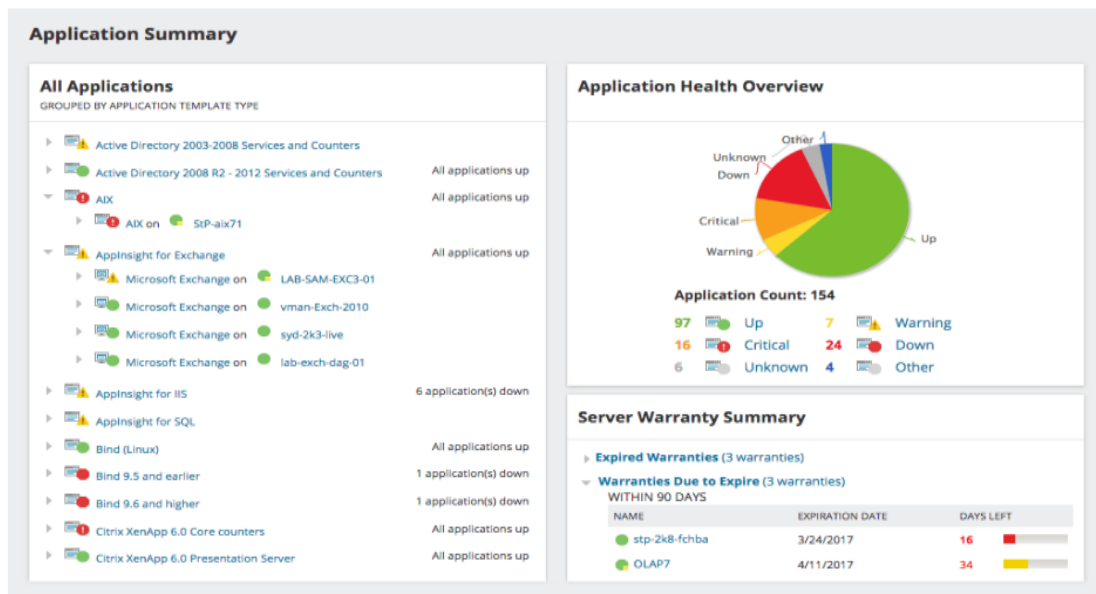 Application Summary
All Applications
GROUPED BY APPLICATION TEMPLATE TYPE
Active Directory 2003-2008 Services and Counters
Active Directory 2008 R2 - 2012 Services and Counters All applications up
AIX All applications up
AIX on StP-aix71
AppInsight for Exchange All applications up
Microsoft Exchange on LAB-SAM-EXC3-01
Microsoft Exchange on vman-Exch-2010
Microsoft Exchange on syd-2k3-live
Microsoft Exchange on lab-exch-dag-01
AppInsight for IIS 6 application(s) down
AppInsight for SQL
Bind (Linux) All applications up
Bind 9.5 and earlier 1 application(s) down
Bind 9.6 and higher 1 application(s) down
Citrix XenApp 6.0 Core counters All applications up
Citrix XenApp 6.0 Presentation Server All applications up
Application Health Overview
Other
Unknown
Down
Critical
Warning
Up
Application Count: 154
97 Up 7 Warning
16 Critical 24 Down
6 Unknown 4 Other
Server Warranty Summary
Expired Warranties (3 warranties)
Warranties Due to Expire (3 warranties)
WITHIN 90 DAYS
NAME EXPIRATION DATE DAYS LEFT
stp-2k8-fchba 3/24/2017 16
OLAP7 4/11/2017 34